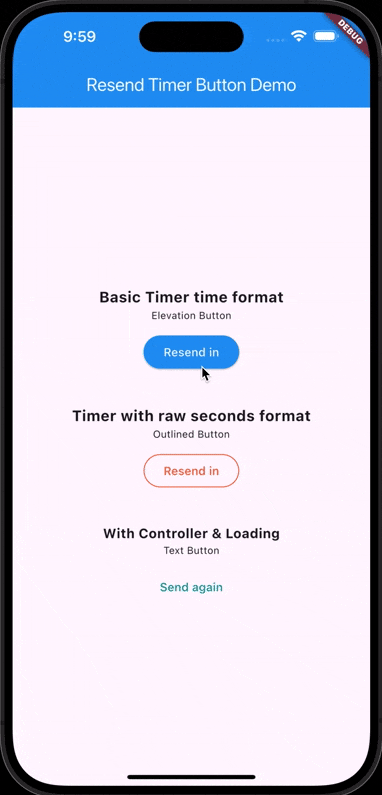 9:59
DEBUG
Resend Timer Button Demo
Basic Timer time format
Elevation Button
Resend in
Timer with raw seconds format
Outlined Button
Resend in
With Controller & Loading
Text Button
Send again